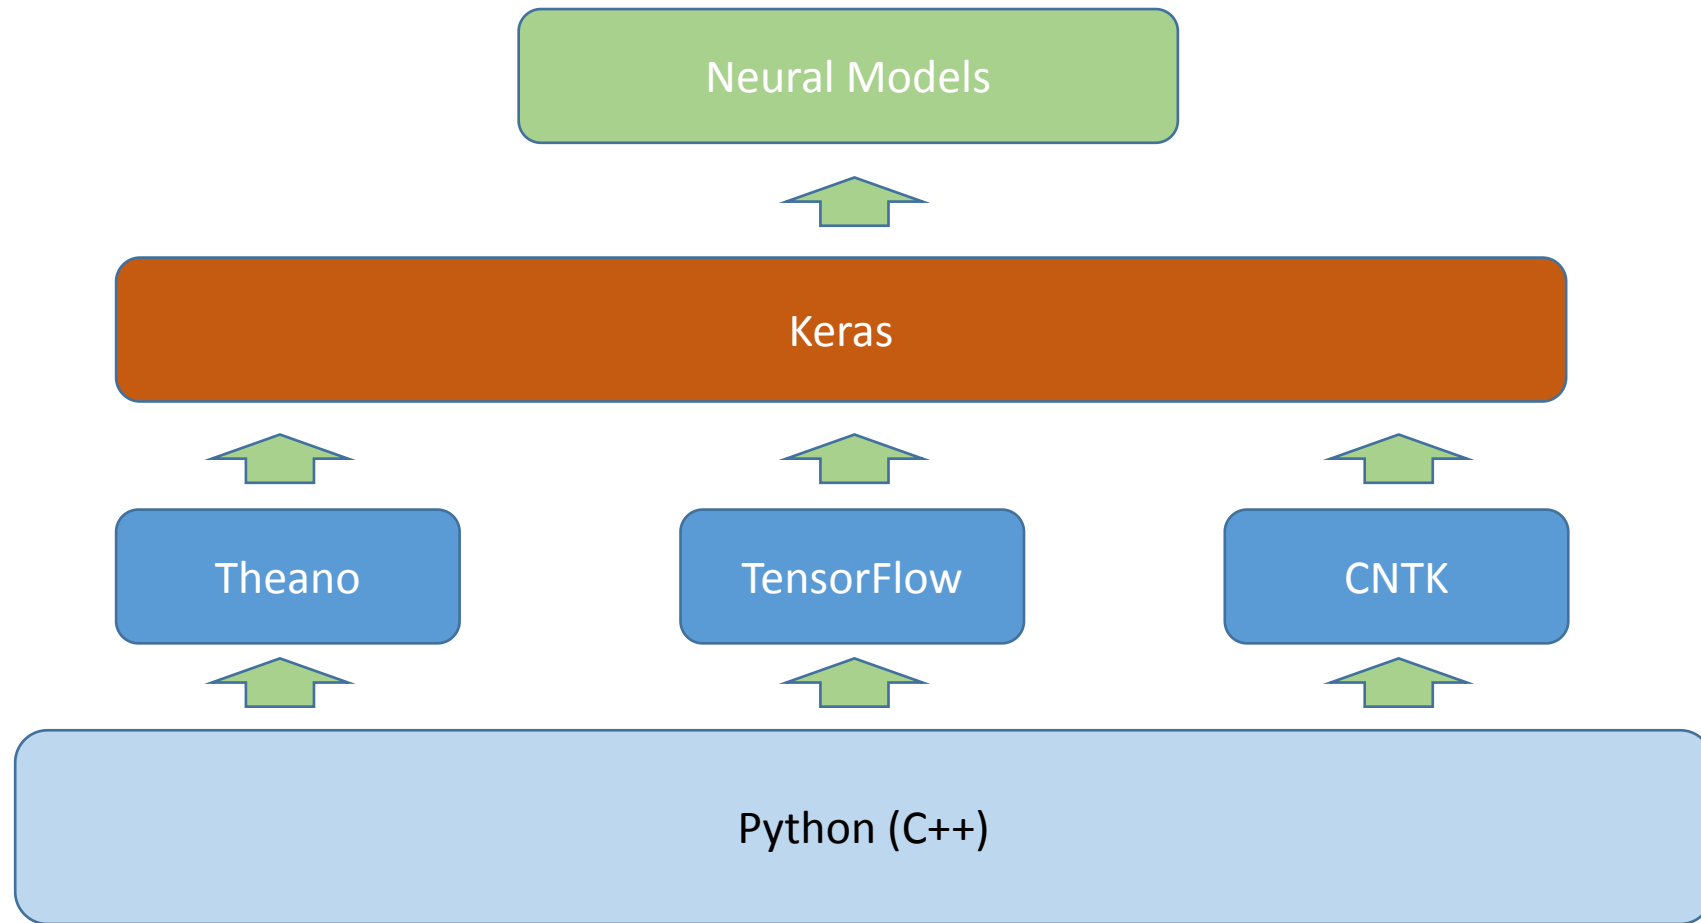 Neural Models
Keras
Theano
TensorFlow
CNTK
Python (C++)